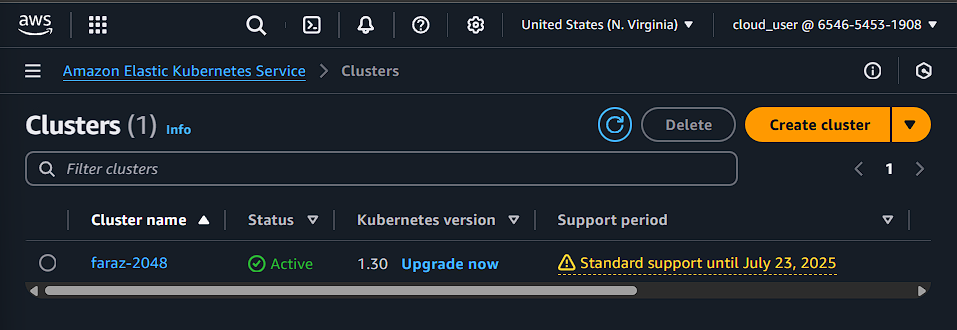 aws United States (N. Virginia) cloud_user @ 6546-5453-1908
Amazon Elastic Kubernetes Service Clusters
Clusters (1) Info Delete Create cluster
Filter clusters 1
Cluster name Status Kubernetes version Support period
faraz-2048 Active 1.30 Upgrade now Standard support until July 23, 2025